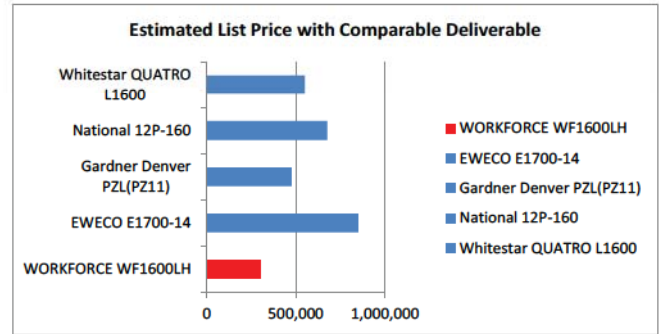 Estimated List Price with Comparable Deliverable
Whitestar QUATRO
L1600
National 12P-160
Gardner Denver
PZL(PZ11)
EWECO E1700-14
WORKFORCE WF1600LH
0
500,000
1,000,000
WORKFORCE WF1600LH
EWECO E1700-14
Gardner Denver PZL(PZ11)
National 12P-160
Whitestar QUATRO L1600